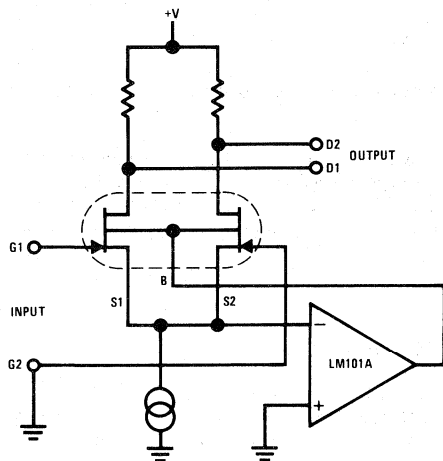 +V
D2
OUTPUT
D1
G1
S1
B
S2
INPUT
G2
−
LM101A
+